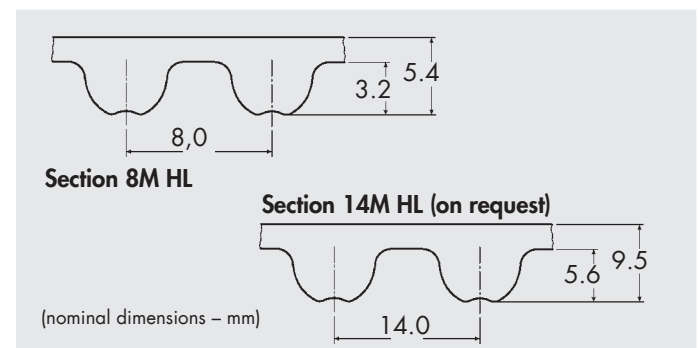 5.4
3.2
8,0
Section 8M HL
Section 14M HL (on request)
9.5
5.6
(nominal dimensions – mm)
14.0